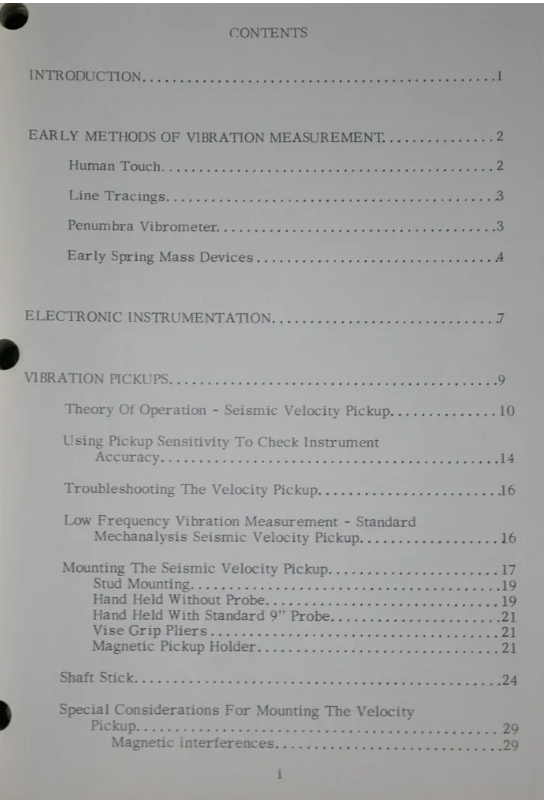 CONTENTS
INTRODUCTION..............................................1
EARLY METHODS OF VIBRATION MEASUREMENT...............2
Human Touch............................................2
Line Tracings...........................................3
Penumbra Vibrometer.....................................3
Early Spring Mass Devices................................4
ELECTRONIC INSTRUMENTATION..............................7
VIBRATION PICKUPS...........................................9
Theory Of Operation - Seismic Velocity Pickup............10
Using Pickup Sensitivity To Check Instrument
Accuracy.............................................14
Troubleshooting The Velocity Pickup........................16
Low Frequency Vibration Measurement - Standard
Mechanalysis Seismic Velocity Pickup..................16
Mounting The Seismic Velocity Pickup.......................17
Stud Mounting.........................................19
Hand Held Without Probe...............................19
Hand Held With Standard 9" Probe......................21
Vise Grip Pliers.......................................21
Magnetic Pickup Holder................................21
Shaft Stick................................................24
Special Considerations For Mounting The Velocity
Pickup................................................29
Magnetic Interferences..............................29
i